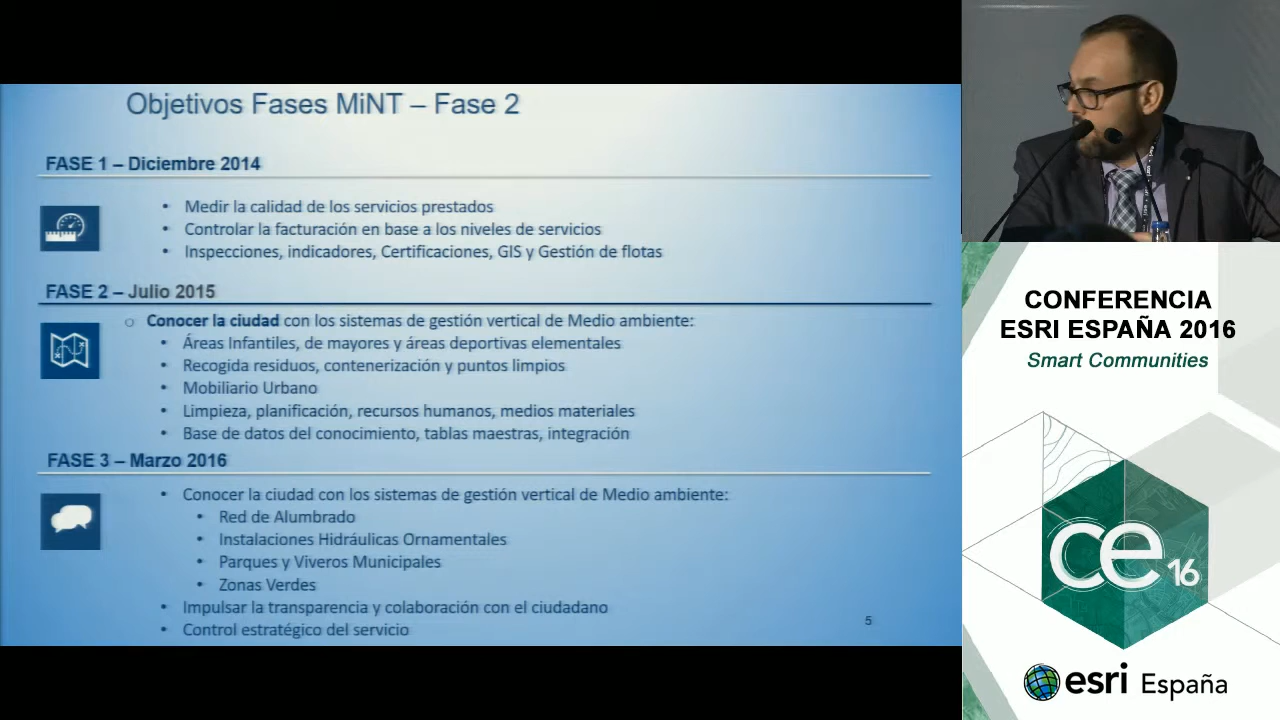 Objetivos Fases MiNT – Fase 2
FASE 1 – Diciembre 2014
• Medir la calidad de los servicios prestados
• Controlar la facturación en base a los niveles de servicios
• Inspecciones, indicadores, Certificaciones, GIS y Gestión de flotas
FASE 2 – Julio 2015
○ Conocer la ciudad con los sistemas de gestión vertical de Medio ambiente:
• Áreas Infantiles, de mayores y áreas deportivas elementales
• Recogida residuos, contenerización y puntos limpios
• Mobiliario Urbano
• Limpieza, planificación, recursos humanos, medios materiales
• Base de datos del conocimiento, tablas maestras, integración
FASE 3 – Marzo 2016
• Conocer la ciudad con los sistemas de gestión vertical de Medio ambiente:
• Red de Alumbrado
• Instalaciones Hidráulicas Ornamentales
• Parques y Viveros Municipales
• Zonas Verdes
• Impulsar la transparencia y colaboración con el ciudadano
• Control estratégico del servicio
5
CONFERENCIA
ESRI ESPAÑA 2016
Smart Communities
ce 16
esri España